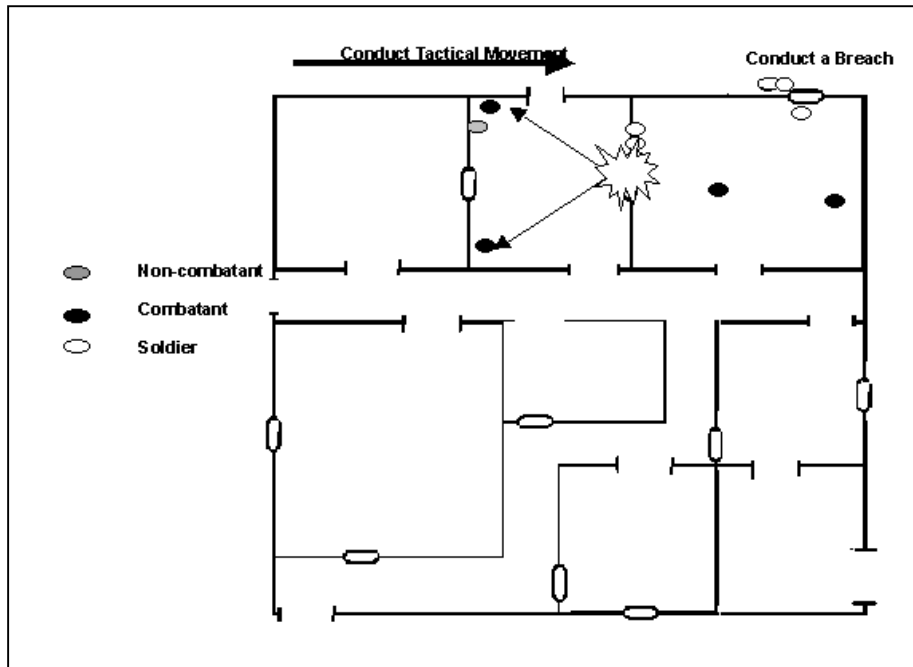 Conduct Tactical Movement
Conduct a Breach
Non-combatant
Combatant
Soldier